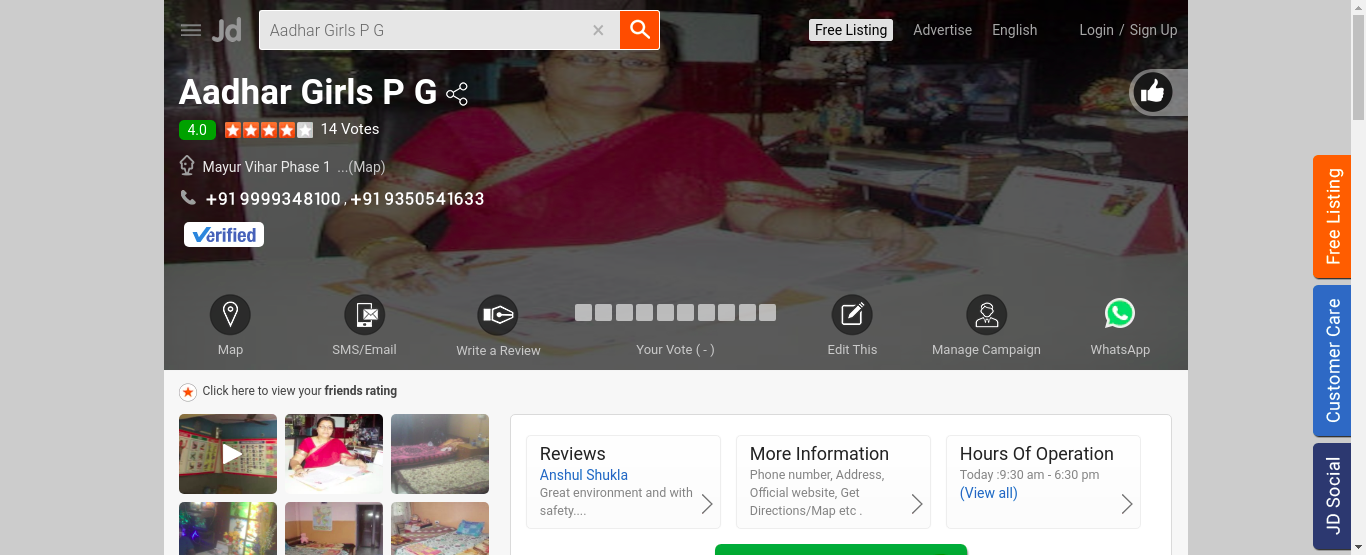 Jd
Aadhar Girls P G
Free Listing
Advertise
English
Login / Sign Up
Aadhar Girls P G
4.0
14 Votes
Mayur Vihar Phase 1 ...(Map)
+91 9999348100 , +91 9350541633
Verified
Map
SMS/Email
Write a Review
Your Vote ( - )
Edit This
Manage Campaign
WhatsApp
Click here to view your friends rating
Reviews
Anshul Shukla
Great environment and with
safety....
More Information
Phone number, Address,
Official website, Get
Directions/Map etc .
Hours Of Operation
Today :9:30 am - 6:30 pm
(View all)
Free Listing
Customer Care
JD Social